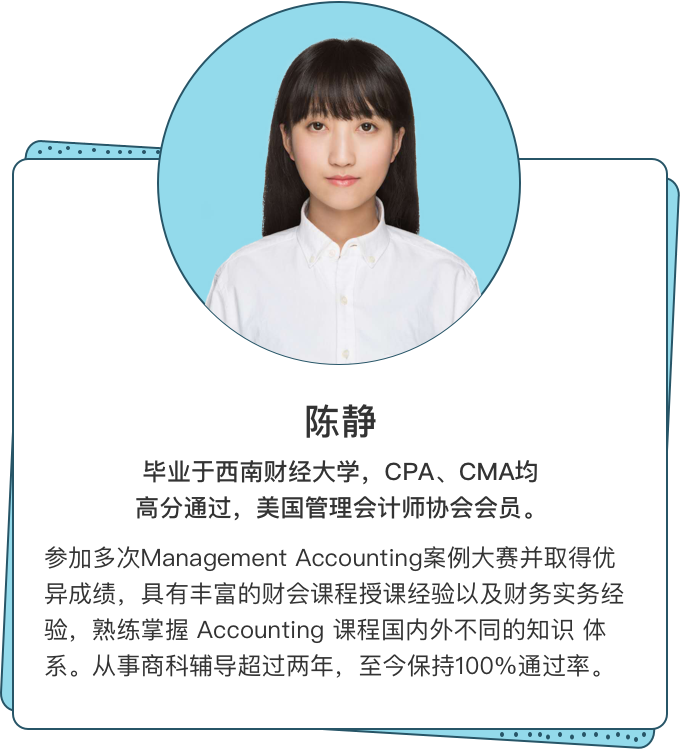 陈静
毕业于西南财经大学，CPA、CMA均
高分通过，美国管理会计师协会会员。
参加多次Management Accounting案例大赛并取得优
异成绩，具有丰富的财会课程授课经验以及财务实务经
验，熟练掌握 Accounting 课程国内外不同的知识 体
系。从事商科辅导超过两年，至今保持100%通过率。